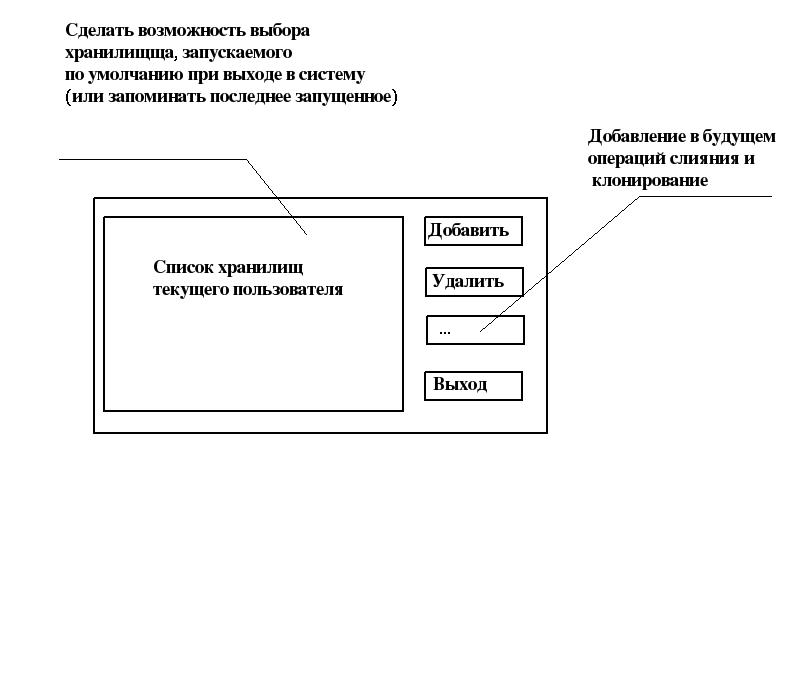 Сделать возможность выбора
хранилищща, запускаемого
по умолчанию при выходе в систему
(или запоминать последнее запущенное)
Добавление в будущем
операций слияния и
клонирование
Список хранилищ
текущего пользователя
Добавить
Удалить
...
Выход